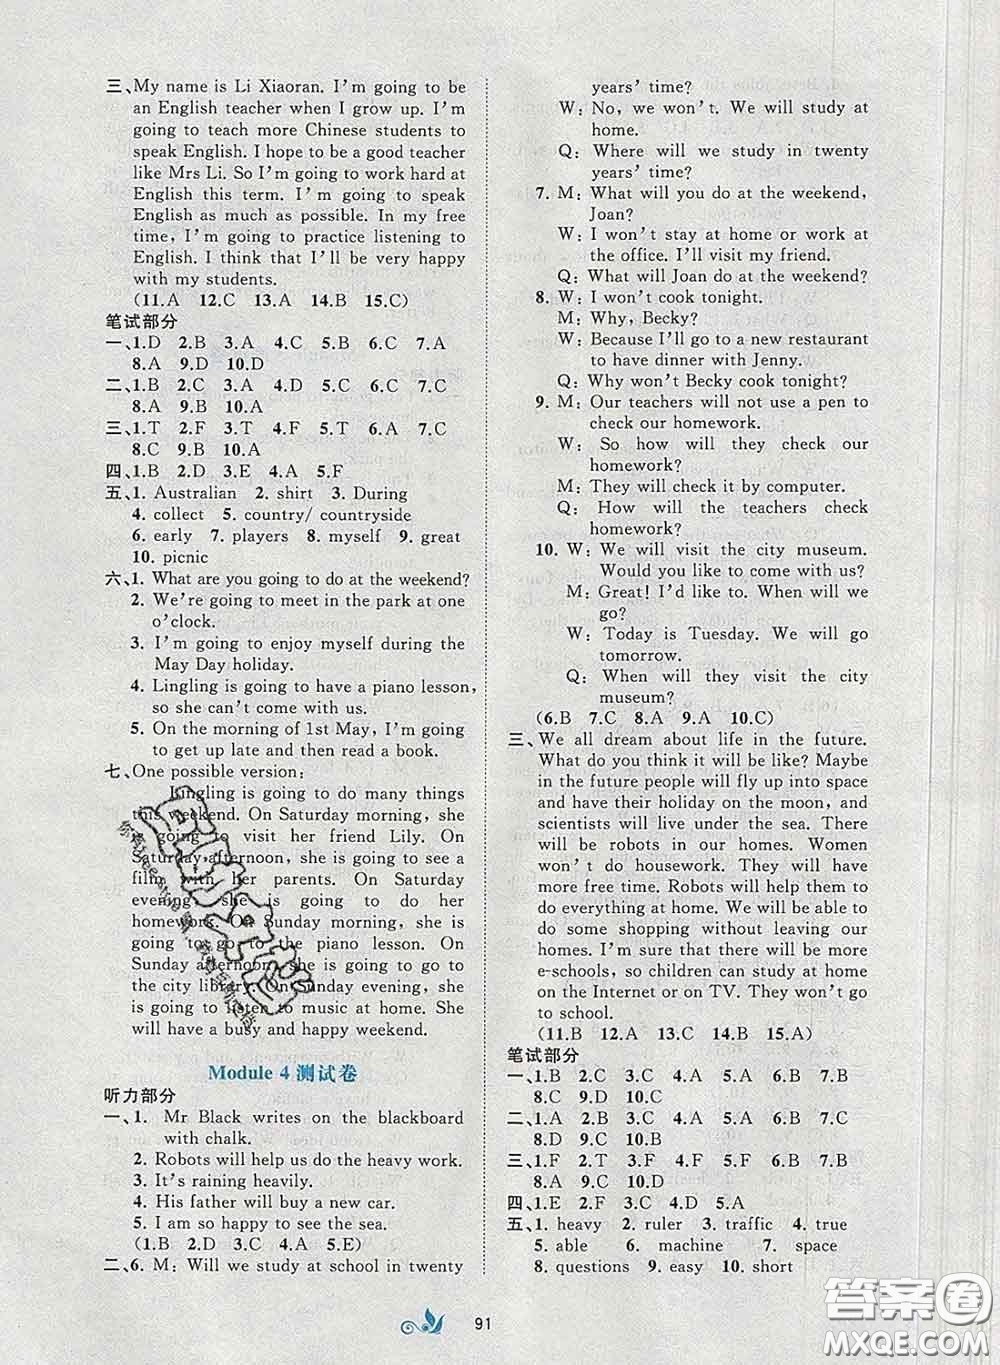 三、My name is Li Xiaoran. I'm going to be
an English teacher when I grow up. I'm
going to teach more Chinese students to
speak English. I hope to be a good teacher
like Mrs Li. So I'm going to work hard at
English this term. I'm going to speak
English as much as possible. In my free
time, I'm going to practice listening to
English. I think that I'll be very happy
with my students.
(11.A 12.C 13.A 14.B 15.C)
笔试部分
一、1.D 2.B 3.A 4.C 5.B 6.C 7.A
8.A 9.D 10.D
二、1.B 2.C 3.A 4.D 5.C 6.C 7.C
8.A 9.B 10.A
三、1.T 2.F 3.T 4.F 5.T 6.A 7.C
8.C 9.B 10.A
四、1.B 2.D 3.E 4.A 5.F
五、1. Australian 2. shirt 3. During
4. collect 5. country/ countryside
6. early 7. players 8. myself 9. great
10. picnic
六、1. What are you going to do at the weekend?
2. We're going to meet in the park at one
o'clock.
3. I'm going to enjoy myself during the
May Day holiday.
4. Lingling is going to have a piano lesson,
so she can't come with us.
5. On the morning of 1st May, I'm going
to get up late and then read a book.
七、One possible version:
Lingling is going to do many things
this weekend. On Saturday morning, she
is going to visit her friend Lily. On
Saturday afternoon, she is going to see a
film with her parents. On Saturday
evening, she is going to do her
homework. On Sunday morning, she is
going to go to the piano lesson. On
Sunday afternoon, she is going to go to
the city library. On Sunday evening, she
is going to listen to music at home. She
will have a busy and happy weekend.
Module 4 测试卷
听力部分
一、1. Mr Black writes on the blackboard
with chalk.
2. Robots will help us do the heavy work.
3. It's raining heavily.
4. His father will buy a new car.
5. I am so happy to see the sea.
(1.B 2.D 3.C 4.A 5.E)
二、6. M: Will we study at school in twenty
years' time?
W: No, we won't. We will study at
home.
Q: Where will we study in twenty
years' time?
7. M: What will you do at the weekend,
Joan?
W: I won't stay at home or work at
the office. I'll visit my friend.
Q: What will Joan do at the weekend?
8. W: I won't cook tonight.
M: Why, Becky?
W: Because I'll go to a new restaurant
to have dinner with Jenny.
Q: Why won't Becky cook tonight?
9. M: Our teachers will not use a pen to
check our homework.
W: So how will they check our
homework?
M: They will check it by computer.
Q: How will the teachers check
homework?
10. W: We will visit the city museum.
Would you like to come with us?
M: Great! I'd like to. When will we
go?
W: Today is Tuesday. We will go
tomorrow.
Q: When will they visit the city
museum?
(6.B 7.C 8.A 9.A 10.C)
三、We all dream about life in the future.
What do you think it will be like? Maybe
in the future people will fly up into space
and have their holiday on the moon, and
scientists will live under the sea. There
will be robots in our homes. Women
won't do housework. They will have
more free time. Robots will help them to
do everything at home. We will be able to
do some shopping without leaving our
homes. I'm sure that there will be more
e-schools, so children can study at home
on the Internet or on TV. They won't go
to school.
(11.B 12.A 13.C 14.B 15.A)
笔试部分
一、1.B 2.C 3.C 4.A 5.A 6.B 7.B
8.C 9.D 10.C
二、1.A 2.B 3.C 4.A 5.B 6.B 7.C
8.D 9.C 10.B
三、1.F 2.T 3.F 4.F 5.F 6.B 7.B
8.A 9.C 10.D
四、1.E 2.F 3.C 4.D 5.A
五、1. heavy 2. ruler 3. traffic 4. true
5. able 6. machine 7. space
8. questions 9. easy 10. short
91
答案圈
MXQE.COM